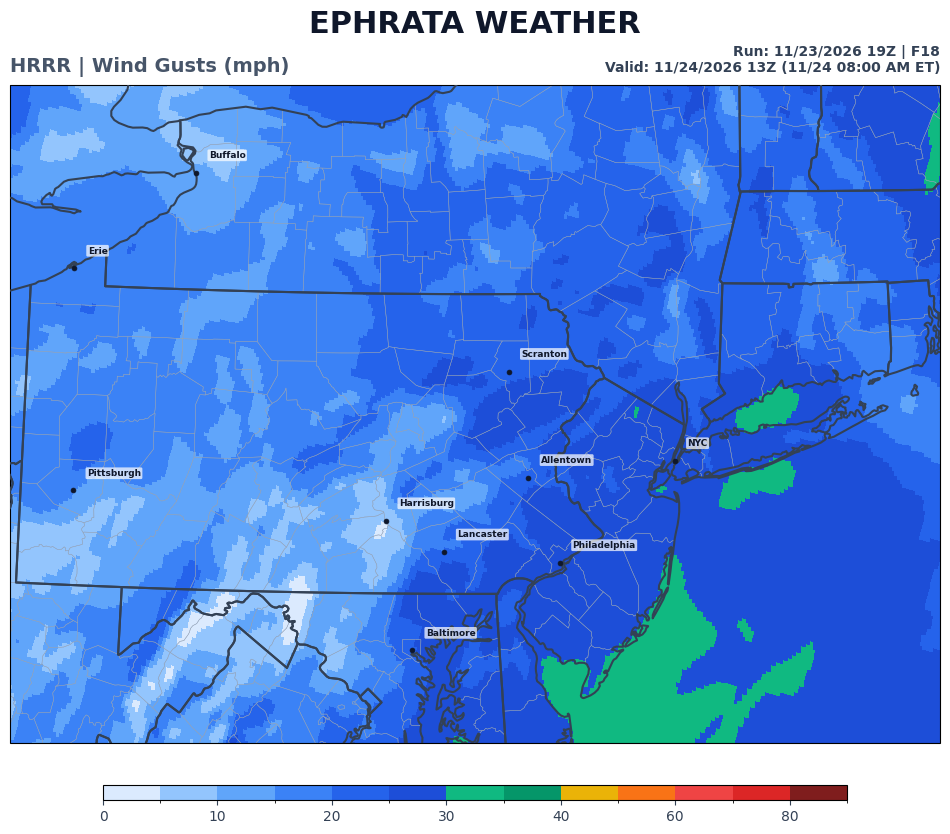 EPHRATA WEATHER
HRRR | Wind Gusts (mph)
Run: 11/23/2026 19Z | F18
Valid: 11/24/2026 13Z (11/24 08:00 AM ET)
Buffalo
Erie
Scranton
NYC
Allentown
Pittsburgh
Harrisburg
Lancaster
Philadelphia
Baltimore
0 10 20 30 40 50 60 70 80